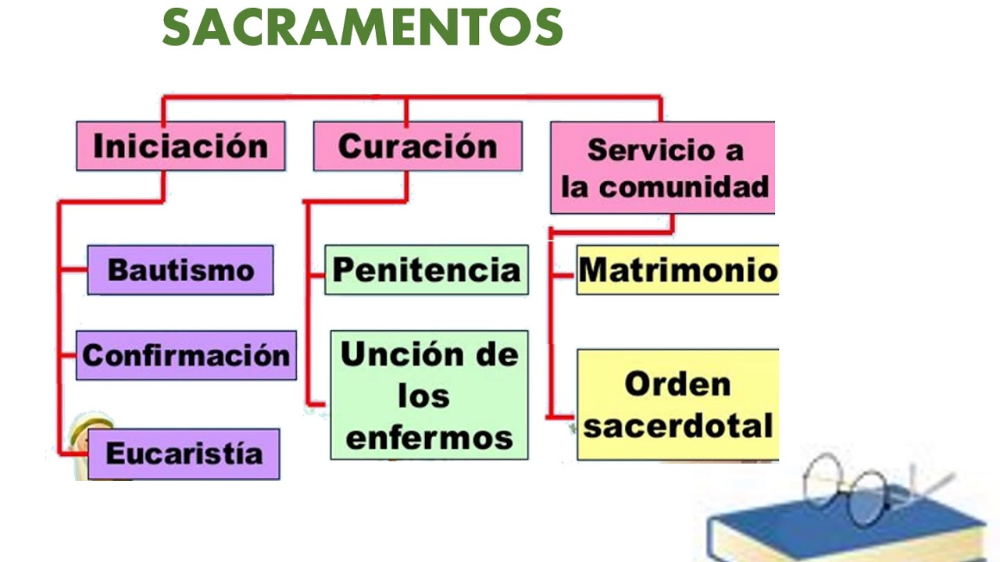 SACRAMENTOS
Iniciación
Curación
Servicio a
la comunidad
Bautismo
Confirmación
Eucaristía
Penitencia
Unción de
los
enfermos
Matrimonio
Orden
sacerdotal